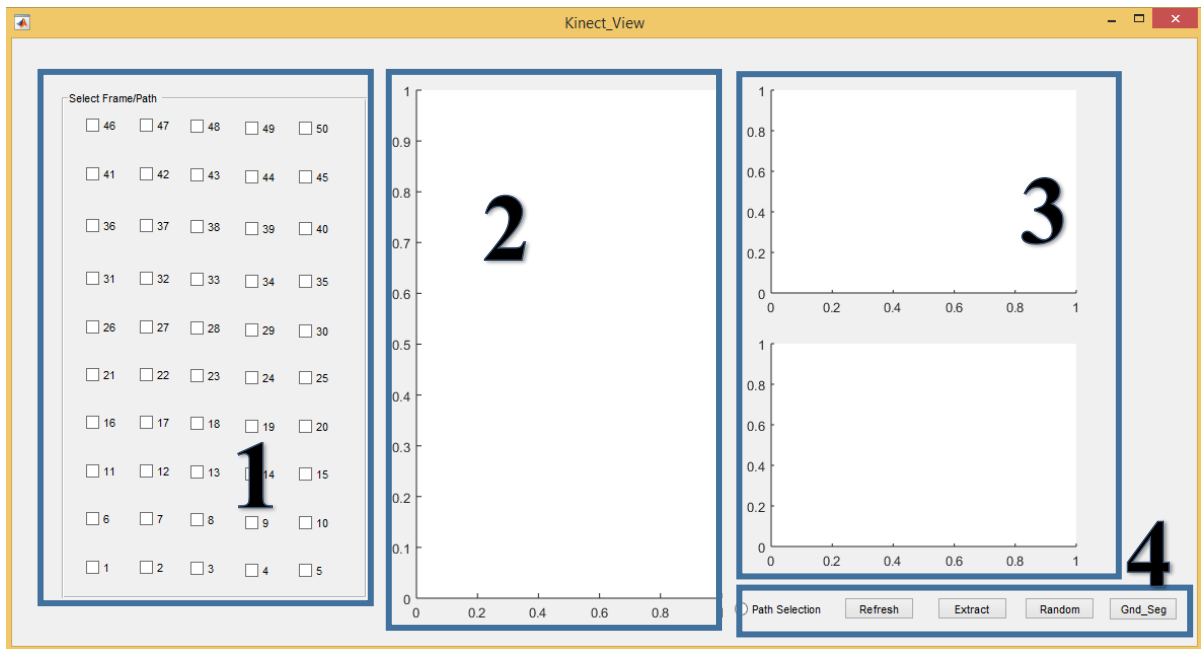 Kinect_View
Select Frame/Path
46 47 48 49 50
41 42 43 44 45
36 37 38 39 40
31 32 33 34 35
26 27 28 29 30
21 22 23 24 25
16 17 18 19 20
11 12 13 14 15
6 7 8 9 10
1 2 3 4 5
1
1
0.9
0.8
0.7
0.6
0.5
0.4
0.3
0.2
0.1
0
0 0.2 0.4 0.6 0.8
2
1
0.8
0.6
0.4
0.2
0
0 0.2 0.4 0.6 0.8 1
3
1
0.8
0.6
0.4
0.2
0
0 0.2 0.4 0.6 0.8 1
4
Path Selection Refresh Extract Random Gnd_Seg